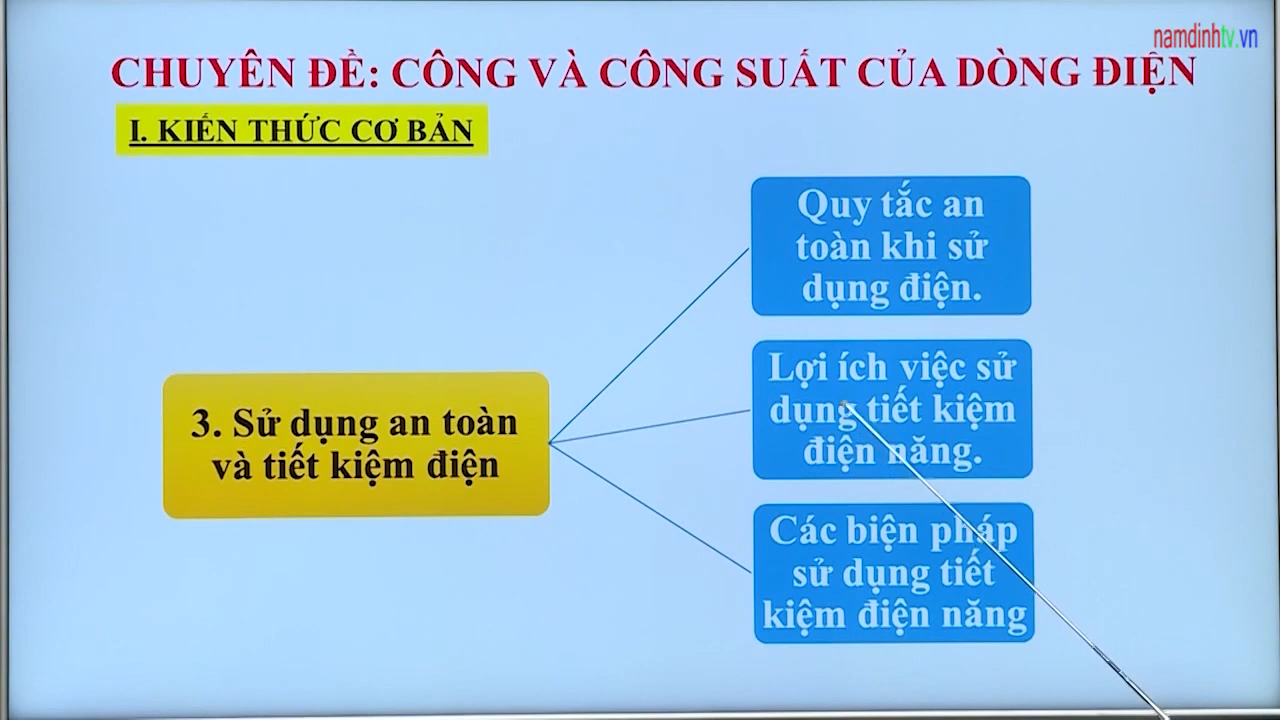 namdinhtv.vn
CHUYÊN ĐỀ: CÔNG VÀ CÔNG SUẤT CỦA DÒNG ĐIỆN
I. KIẾN THỨC CƠ BẢN
Quy tắc an
toàn khi sử
dụng điện.
Lợi ích việc sử
dụng tiết kiệm
điện năng.
3. Sử dụng an toàn
và tiết kiệm điện
Các biện pháp
sử dụng tiết
kiệm điện năng